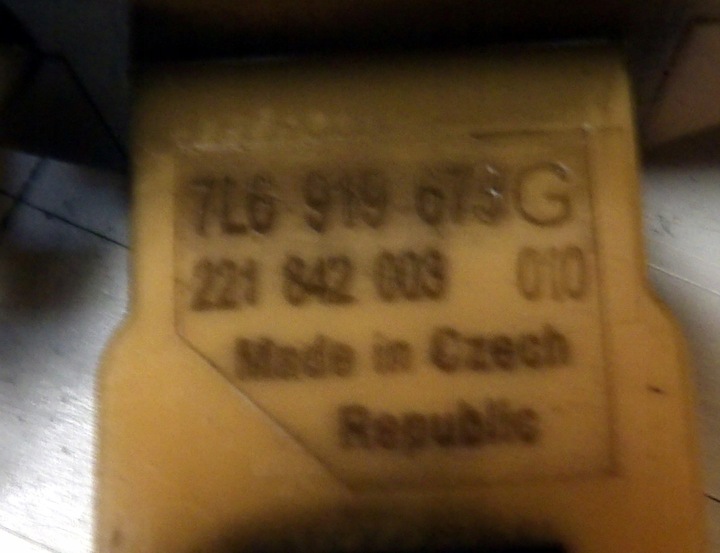 7L6 919 673G
221 842 003 010
Made in Czech
Republic